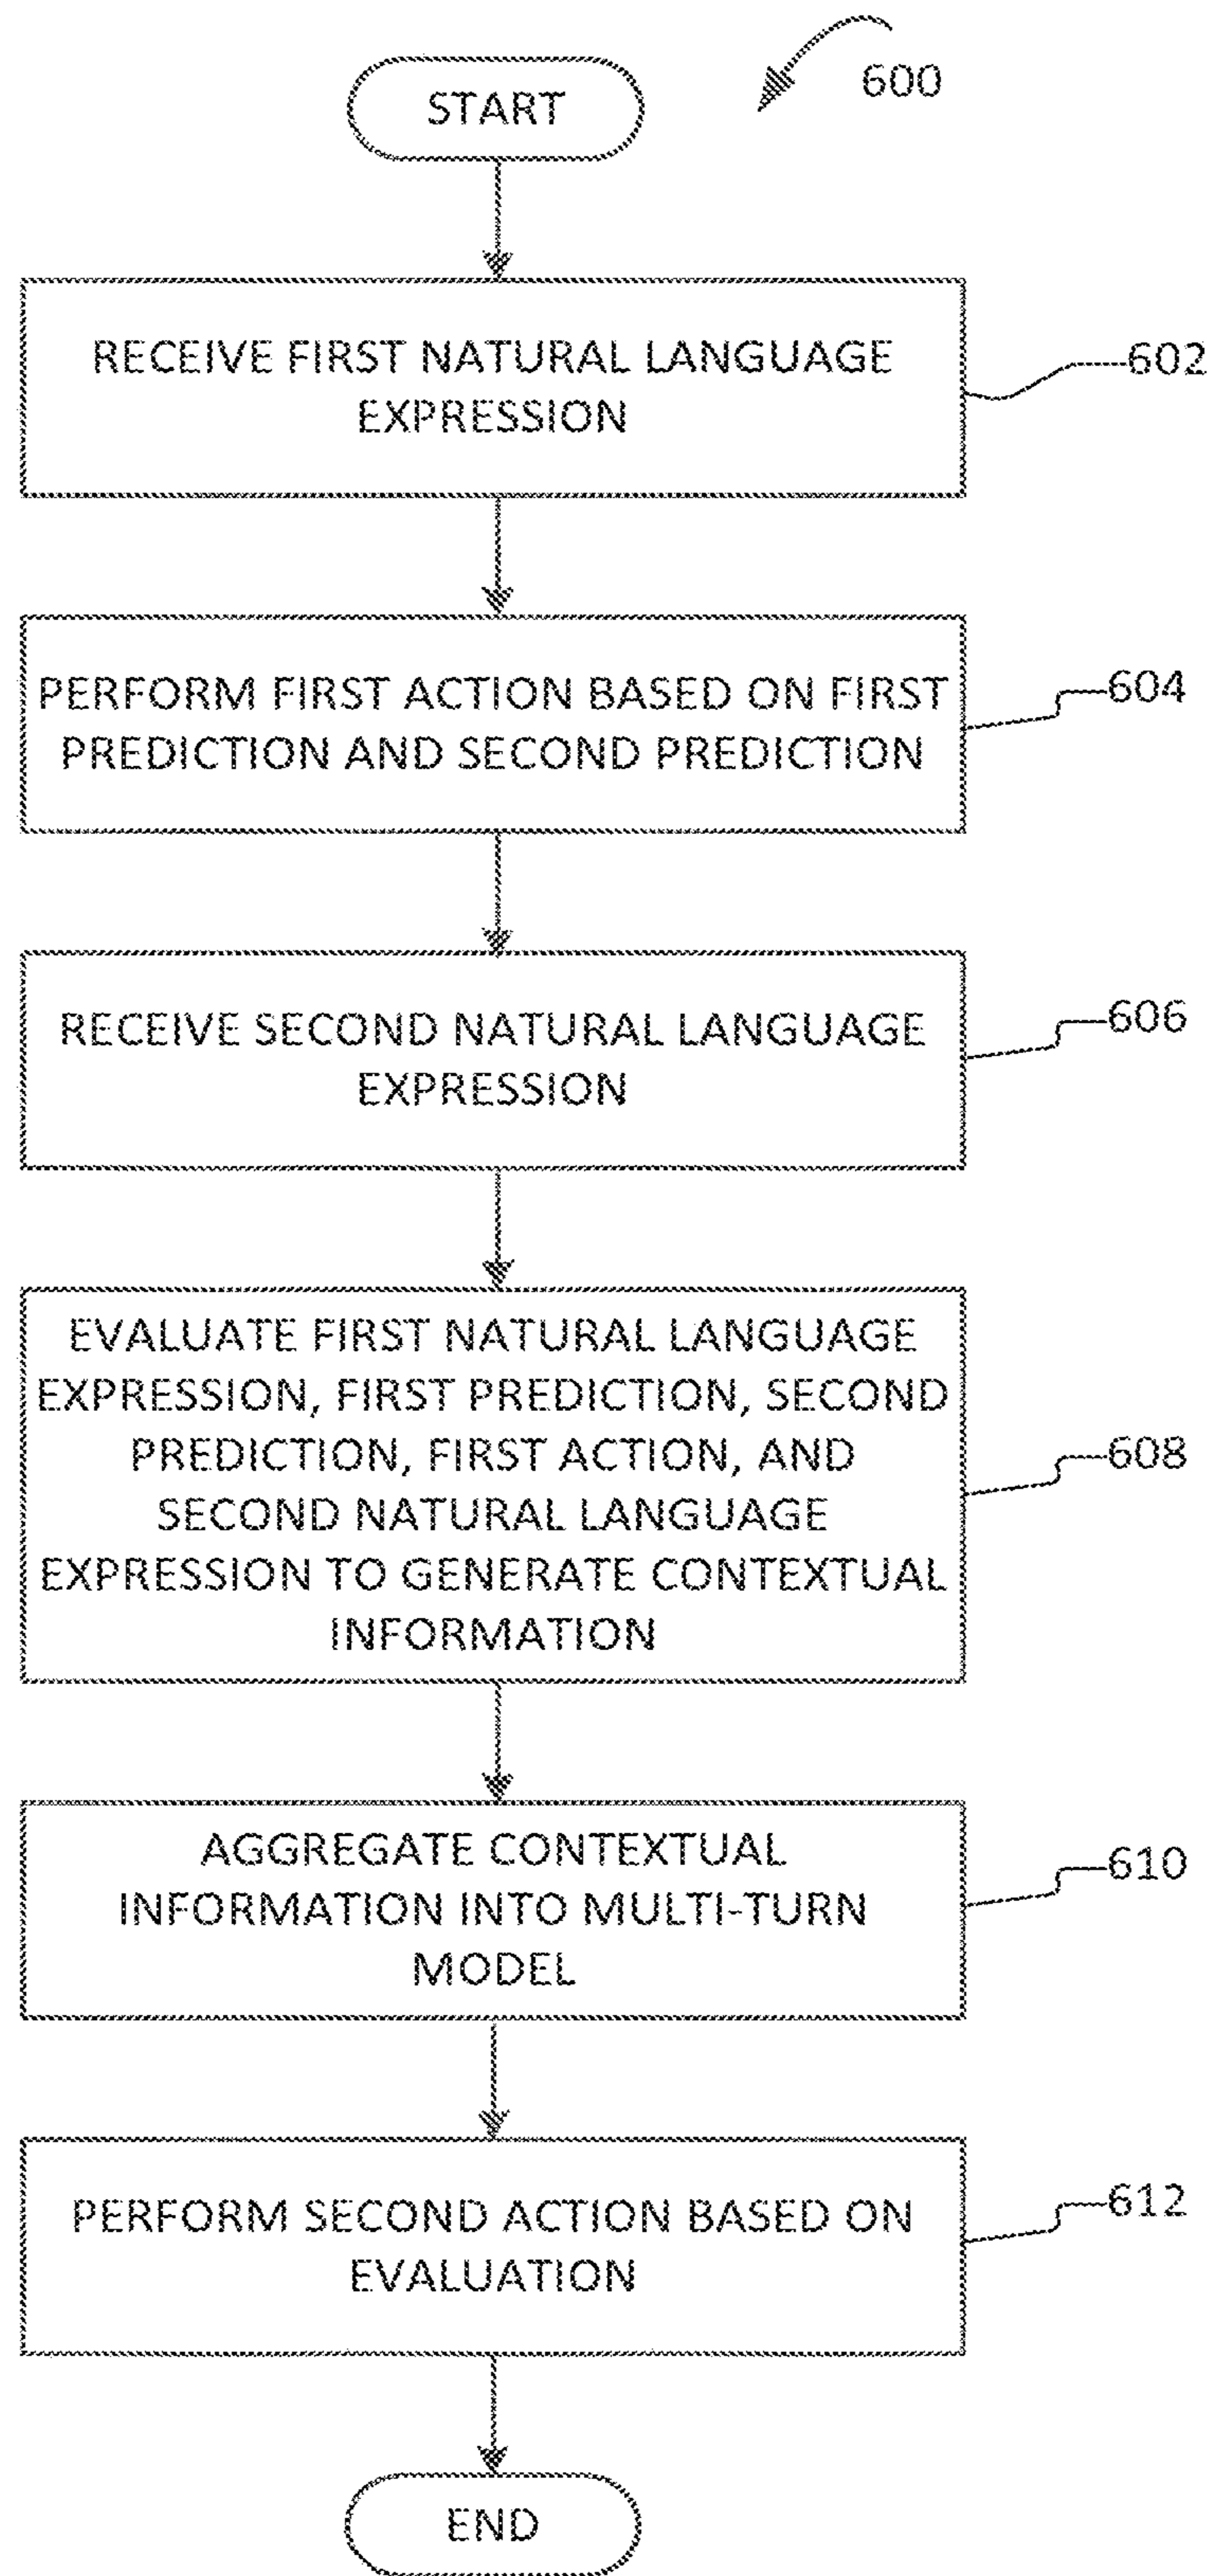 START
600
RECEIVE FIRST NATURAL LANGUAGE
EXPRESSION
602
PERFORM FIRST ACTION BASED ON FIRST
PREDICTION AND SECOND PREDICTION
604
RECEIVE SECOND NATURAL LANGUAGE
EXPRESSION
606
EVALUATE FIRST NATURAL LANGUAGE
EXPRESSION, FIRST PREDICTION, SECOND
PREDICTION, FIRST ACTION, AND
SECOND NATURAL LANGUAGE
EXPRESSION TO GENERATE CONTEXTUAL
INFORMATION
608
AGGREGATE CONTEXTUAL
INFORMATION INTO MULTI-TURN
MODEL
610
PERFORM SECOND ACTION BASED ON
EVALUATION
612
END